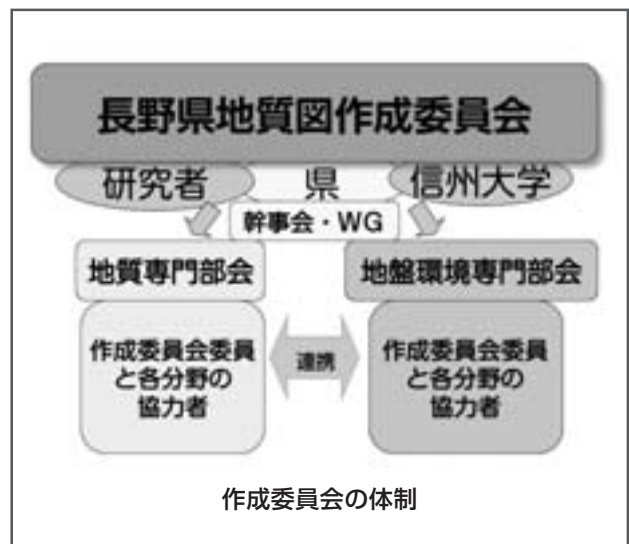 長野県地質図作成委員会
研究者 県 信州大学
幹事会・WG
地質専門部会 地盤環境専門部会
作成委員会委員
と各分野の
協力者
連携
作成委員会委員
と各分野の
協力者
作成委員会の体制